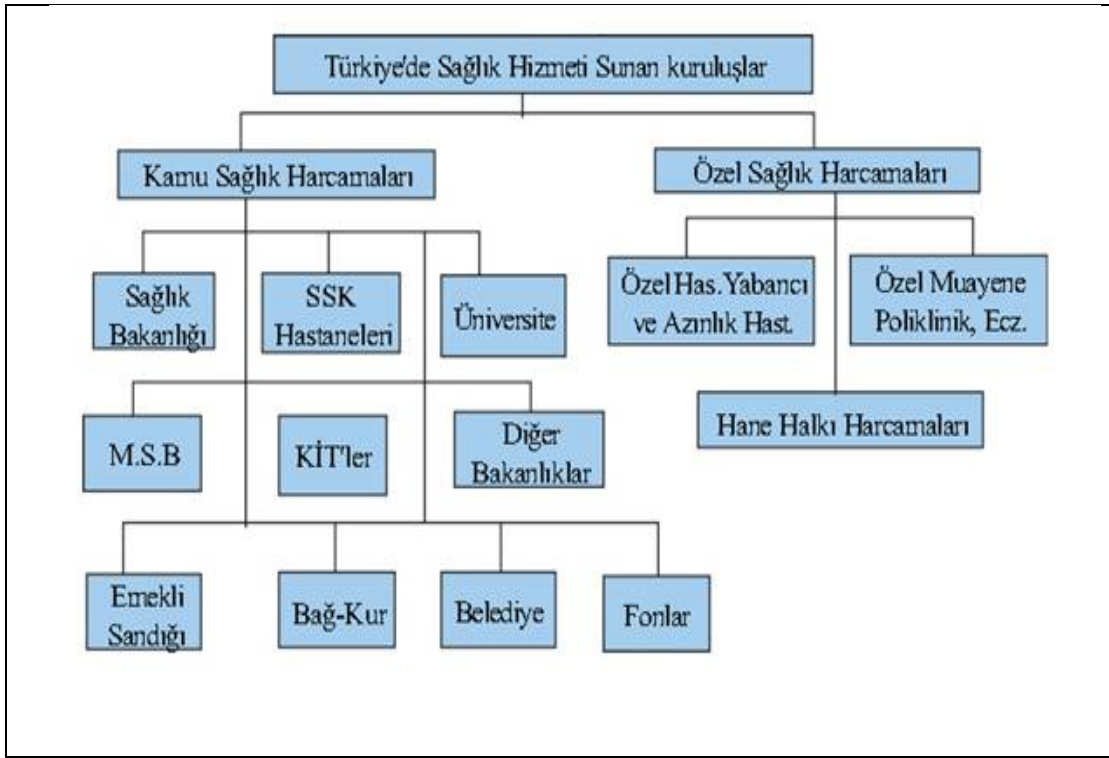 Türkiye'de Sağlık Hizmeti Sunan kuruluşlar
Kamu Sağlık Harcamaları
Özel Sağlık Harcamaları
Sağlık
Bakanlığı
SSK
Hastaneleri
Üniversite
Özel Has. Yabancı
ve Azınlık Hast.
Özel Muayene
Poliklinik, Ecz.
M.S.B
KİT'ler
Diğer
Bakanlıklar
Hane Halkı Harcamaları
Emekli
Sandığı
Bağ-Kur
Belediye
Fonlar